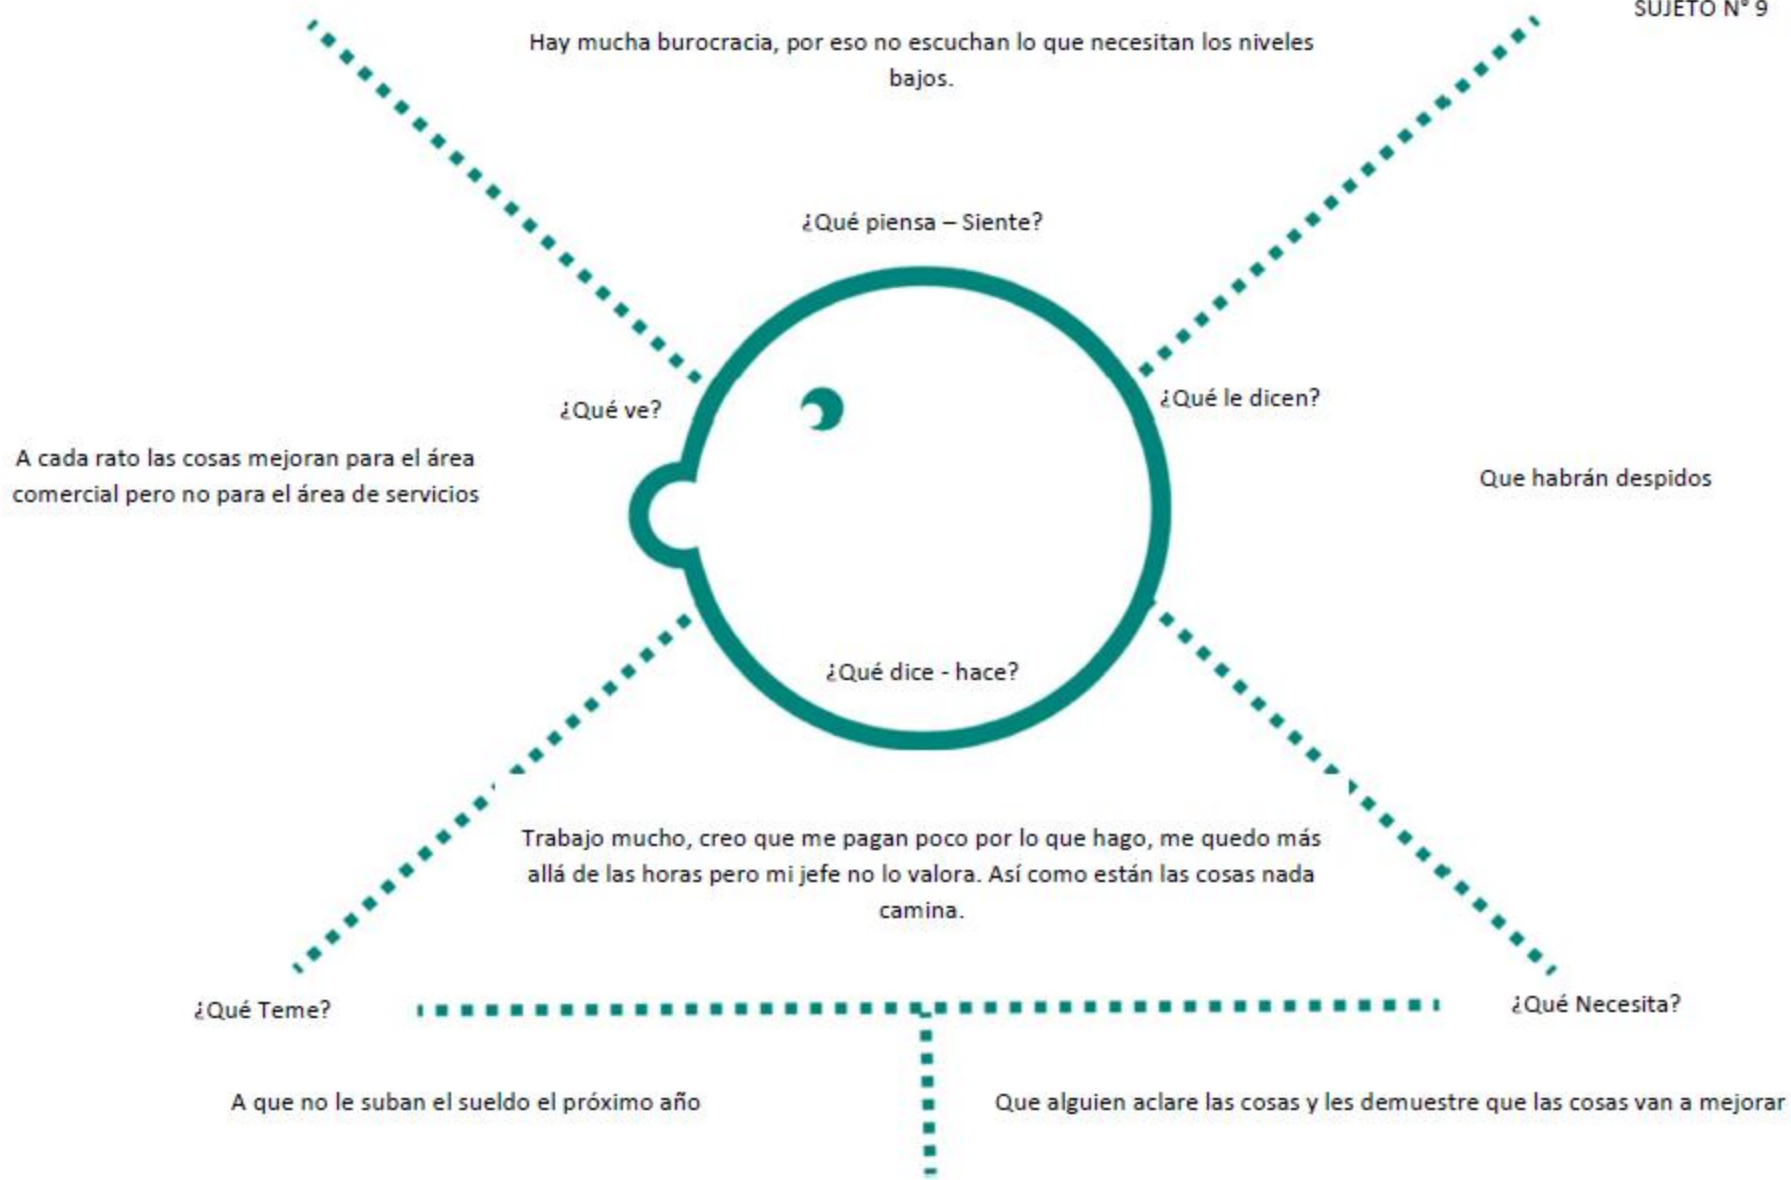 SUJETO N° 9
Hay mucha burocracia, por eso no escuchan lo que necesitan los niveles
bajos.
¿Qué piensa – Siente?
¿Qué ve?
¿Qué le dicen?
A cada rato las cosas mejoran para el área
comercial pero no para el área de servicios
Que habrán despidos
¿Qué dice - hace?
Trabajo mucho, creo que me pagan poco por lo que hago, me quedo más
allá de las horas pero mi jefe no lo valora. Así como están las cosas nada
camina.
¿Qué Teme?
¿Qué Necesita?
A que no le suban el sueldo el próximo año
Que alguien aclare las cosas y les demuestre que las cosas van a mejorar